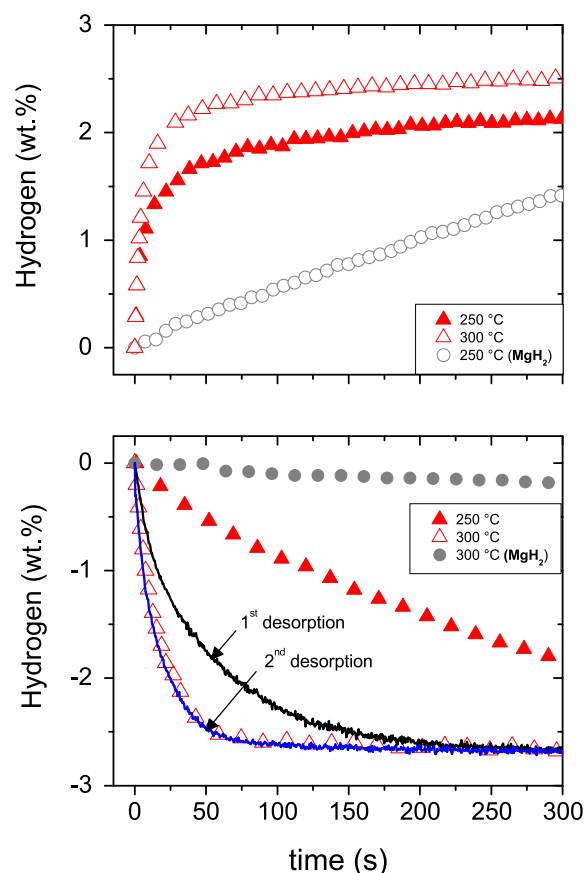 3
2
1
0
Hydrogen (wt.%)
250 °C
300 °C
250 °C (MgH₂)
0
-1
-2
-3
Hydrogen (wt.%)
250 °C
300 °C
300 °C (MgH₂)
1ˢᵗ desorption
2ⁿᵈ desorption
0 50 100 150 200 250 300
time (s)